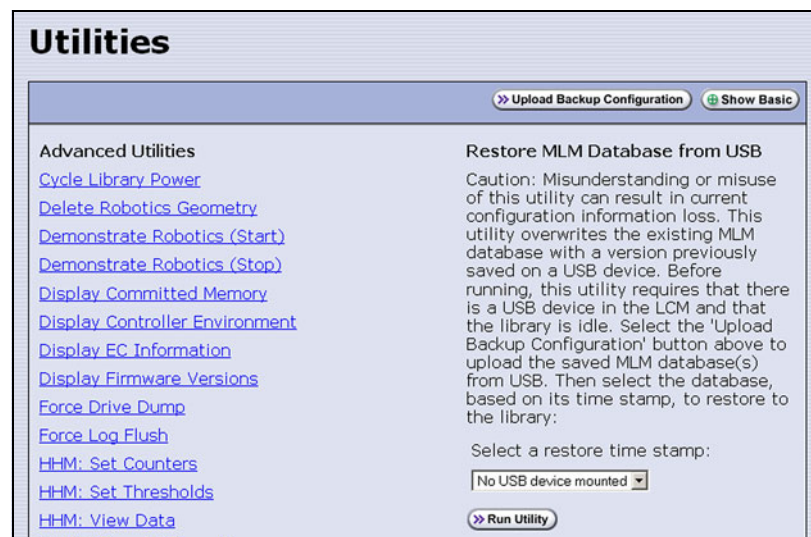 Utilities
Upload Backup Configuration
Show Basic
Advanced Utilities
Cycle Library Power
Delete Robotics Geometry
Demonstrate Robotics (Start)
Demonstrate Robotics (Stop)
Display Committed Memory
Display Controller Environment
Display EC Information
Display Firmware Versions
Force Drive Dump
Force Log Flush
HHM: Set Counters
HHM: Set Thresholds
HHM: View Data
Restore MLM Database from USB
Caution: Misunderstanding or misuse
of this utility can result in current
configuration information loss. This
utility overwrites the existing MLM
database with a version previously
saved on a USB device. Before
running, this utility requires that there
is a USB device in the LCM and that
the library is idle. Select the 'Upload
Backup Configuration' button above to
upload the saved MLM database(s)
from USB. Then select the database,
based on its time stamp, to restore to
the library:
Select a restore time stamp:
No USB device mounted
Run Utility